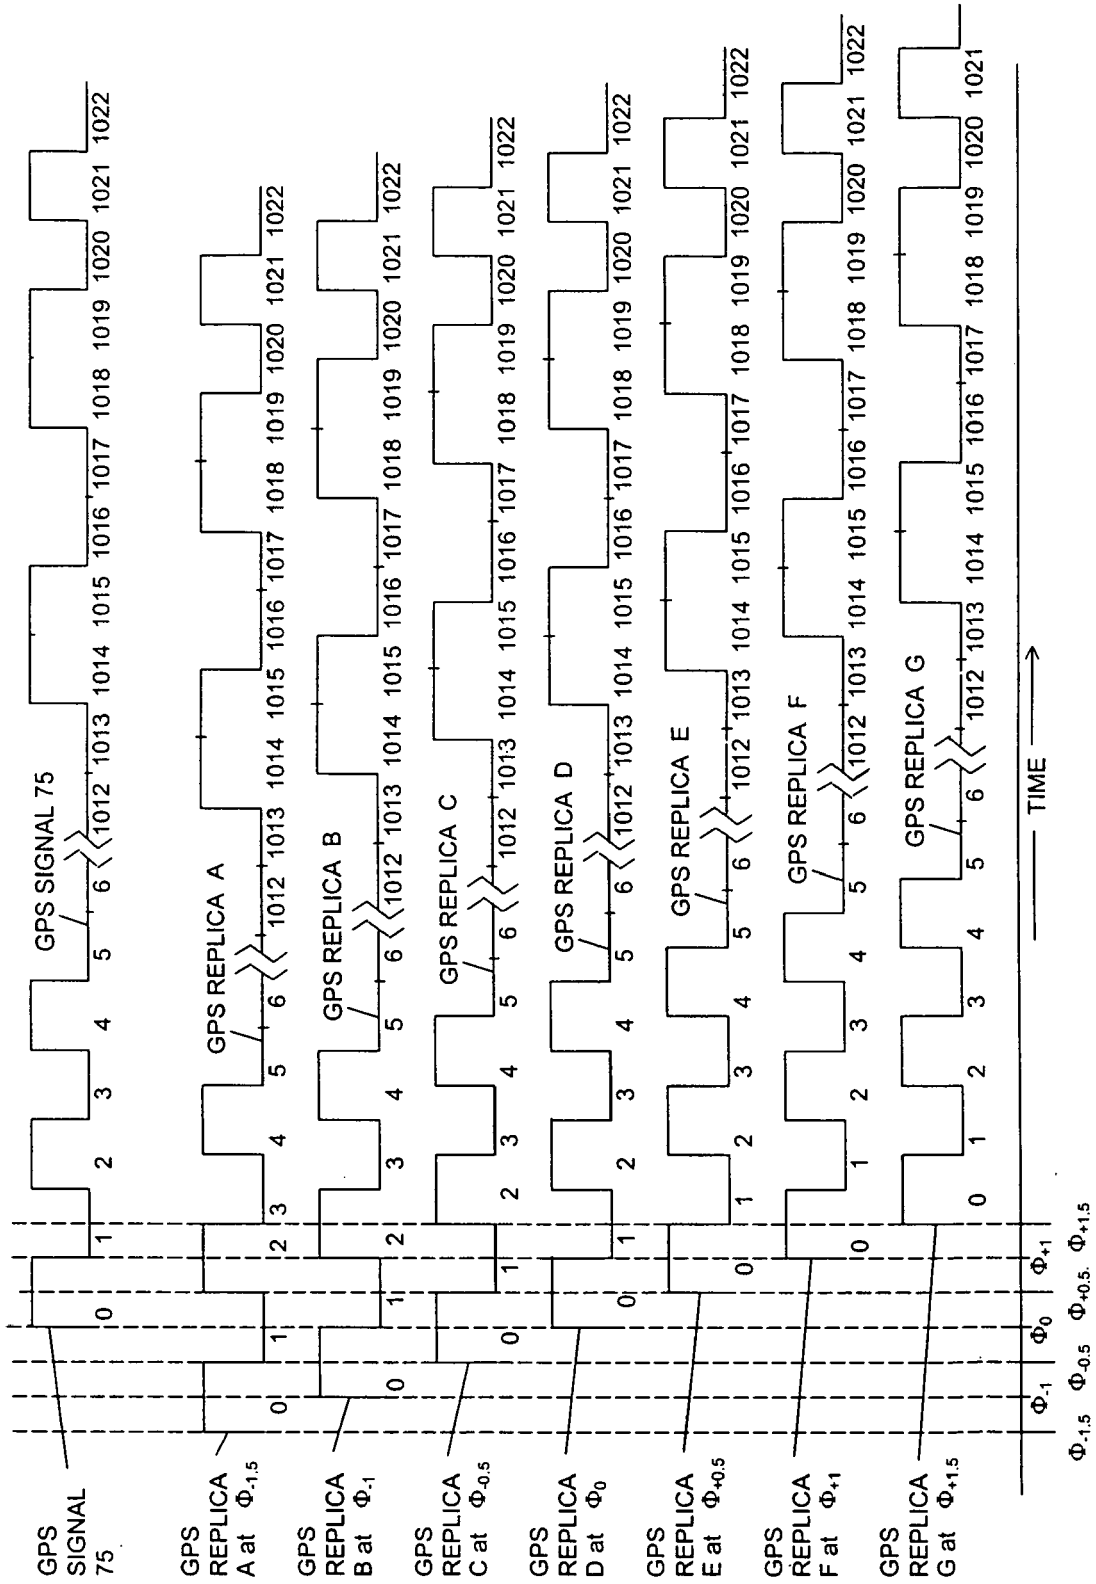 GPS
SIGNAL
75
0 1 2 3 4 5 6 1012 1013 1014 1015 1016 1017 1018 1019 1020 1021 1022
GPS SIGNAL 75
GPS
REPLICA
A at Φ-1.5
0 1 2 3 4 5 6 1012 1013 1014 1015 1016 1017 1018 1019 1020 1021 1022
GPS REPLICA A
GPS
REPLICA
B at Φ-1
0 1 2 3 4 5 6 1012 1013 1014 1015 1016 1017 1018 1019 1020 1021 1022
GPS REPLICA B
GPS
REPLICA
C at Φ-0.5
0 1 2 3 4 5 6 1012 1013 1014 1015 1016 1017 1018 1019 1020 1021 1022
GPS REPLICA C
GPS
REPLICA
D at Φ0
0 1 2 3 4 5 6 1012 1013 1014 1015 1016 1017 1018 1019 1020 1021 1022
GPS REPLICA D
GPS
REPLICA
E at Φ+0.5
0 1 2 3 4 5 6 1012 1013 1014 1015 1016 1017 1018 1019 1020 1021 1022
GPS REPLICA E
GPS
REPLICA
F at Φ+1
0 1 2 3 4 5 6 1012 1013 1014 1015 1016 1017 1018 1019 1020 1021 1022
GPS REPLICA F
GPS
REPLICA
G at Φ+1.5
0 1 2 3 4 5 6 1012 1013 1014 1015 1016 1017 1018 1019 1020 1021
GPS REPLICA G
TIME
Φ-1 Φ0 Φ+1
Φ-1.5 Φ-0.5 Φ+0.5 Φ+1.5